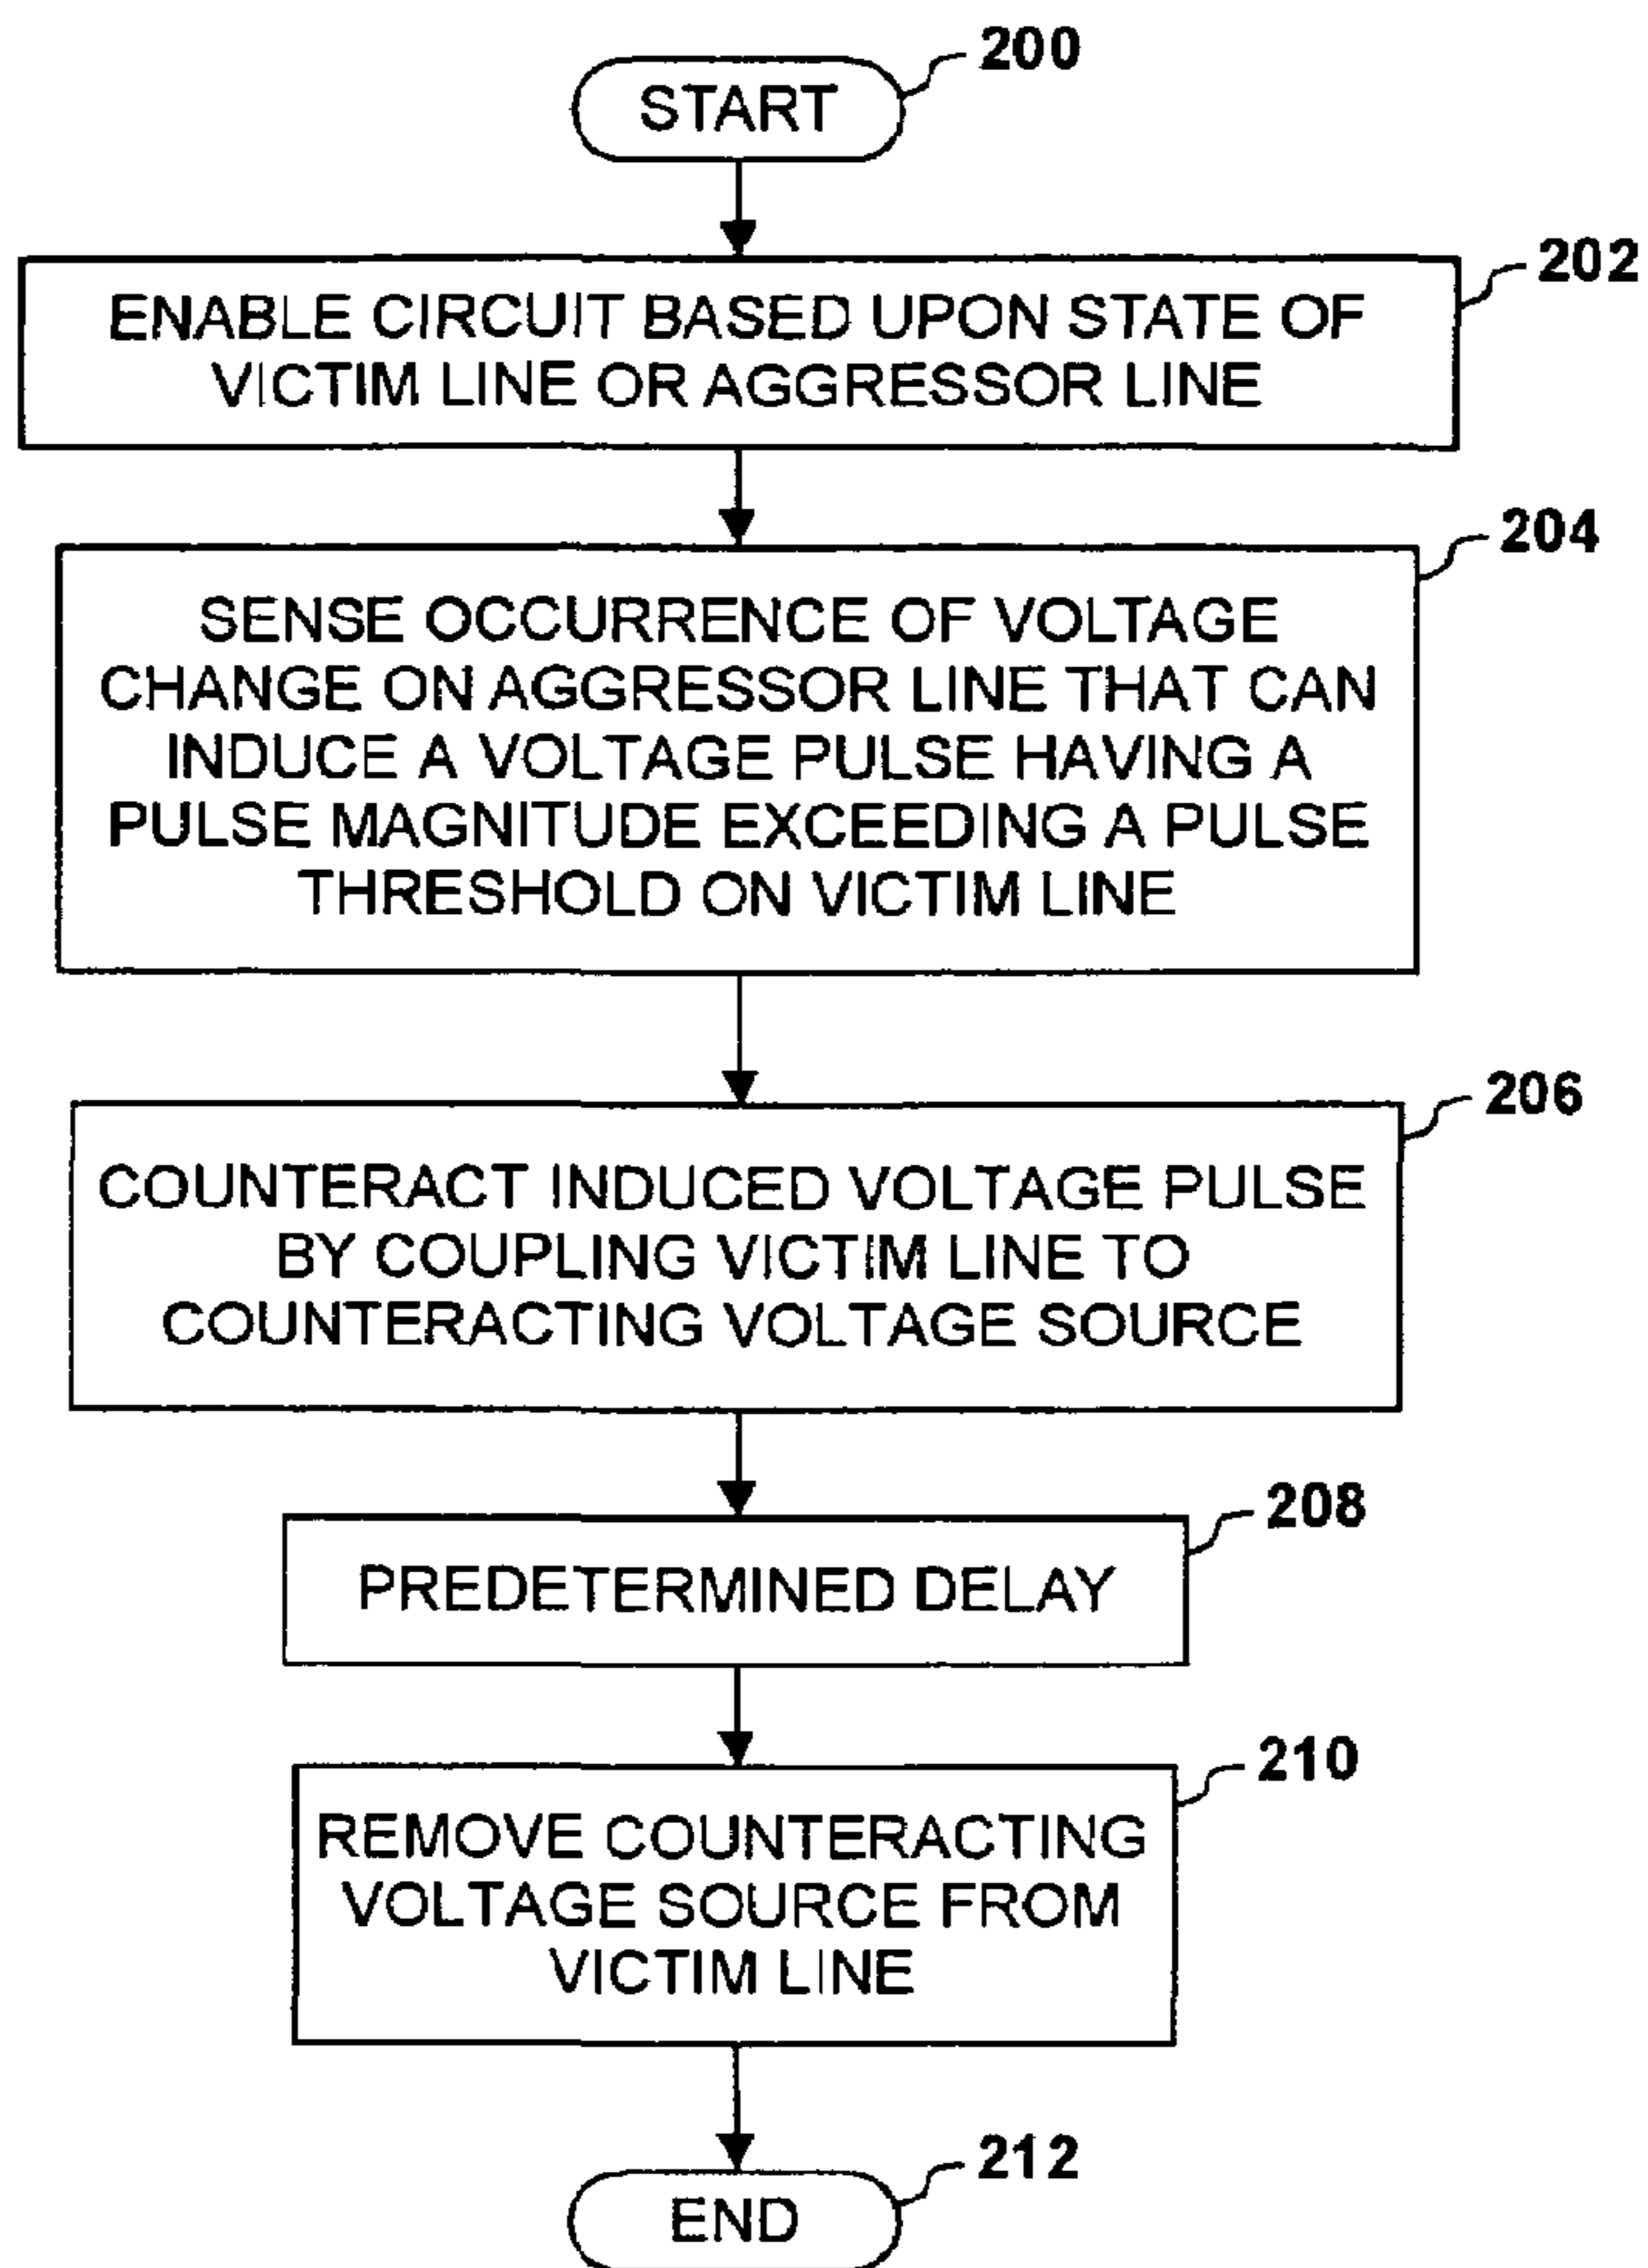 200
START
202
ENABLE CIRCUIT BASED UPON STATE OF
VICTIM LINE OR AGGRESSOR LINE
204
SENSE OCCURRENCE OF VOLTAGE
CHANGE ON AGGRESSOR LINE THAT CAN
INDUCE A VOLTAGE PULSE HAVING A
PULSE MAGNITUDE EXCEEDING A PULSE
THRESHOLD ON VICTIM LINE
206
COUNTERACT INDUCED VOLTAGE PULSE
BY COUPLING VICTIM LINE TO
COUNTERACTING VOLTAGE SOURCE
208
PREDETERMINED DELAY
210
REMOVE COUNTERACTING
VOLTAGE SOURCE FROM
VICTIM LINE
212
END